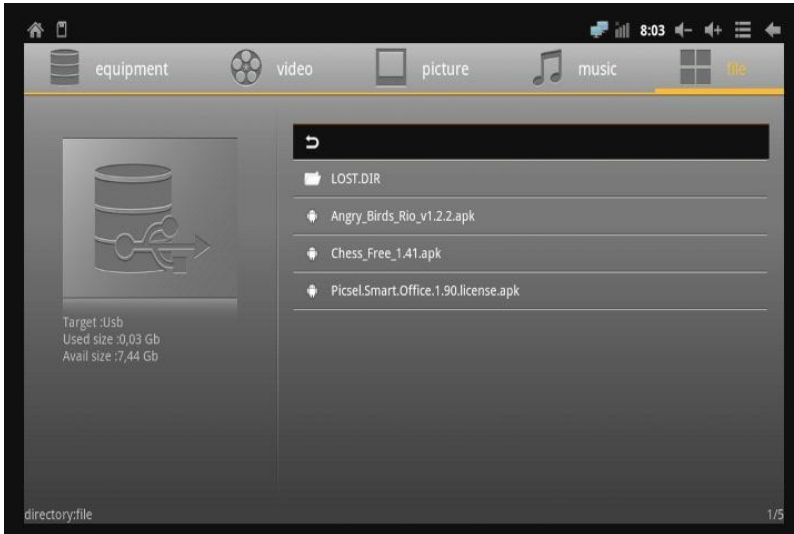 8:03
equipment video picture music file
LOST.DIR
Angry_Birds_Rio_v1.2.2.apk
Chess_Free_1.41.apk
Picsel.Smart.Office.1.90.license.apk
Target :Usb
Used size :0,03 Gb
Avail size :7,44 Gb
directory:file 1/5